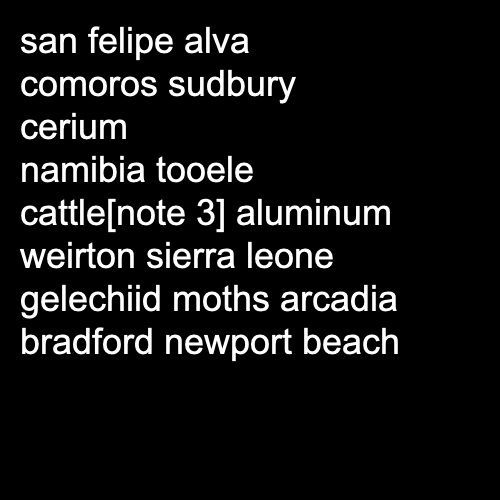 san felipe alva
comoros sudbury
cerium
namibia tooele
cattle[note 3] aluminum
weirton sierra leone
gelechiid moths arcadia
bradford newport beach